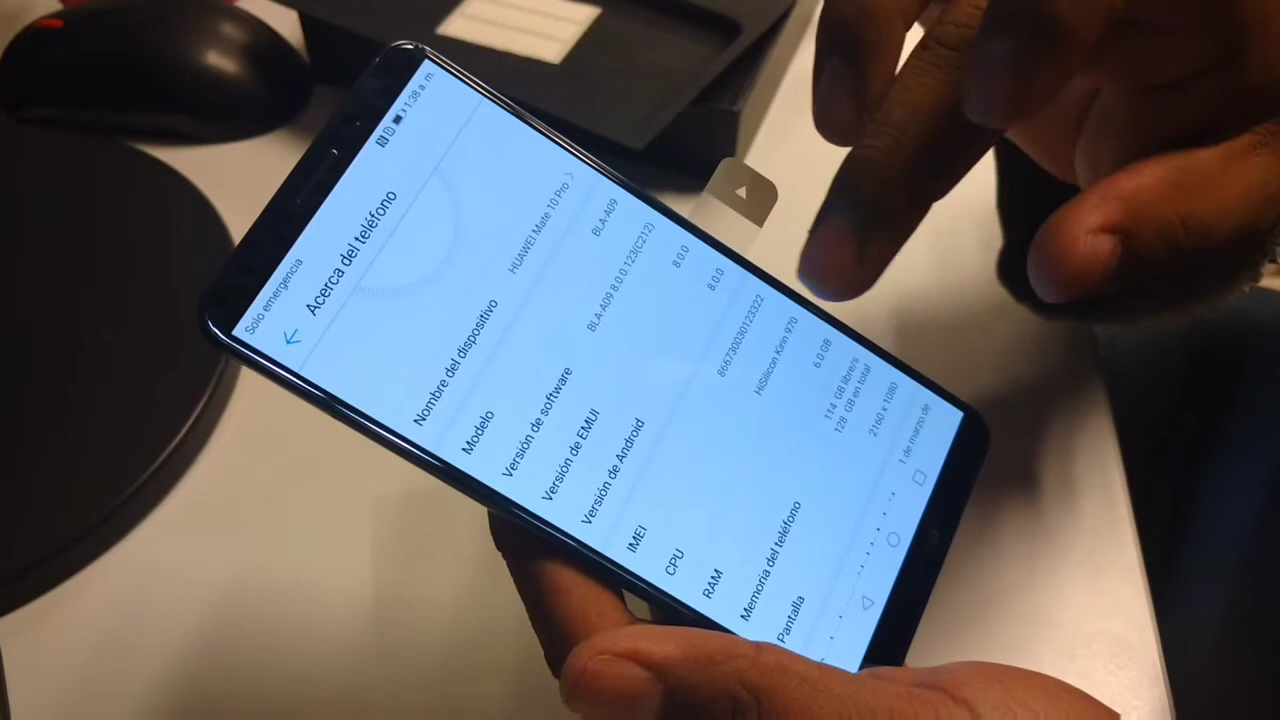 Solo emergencia 1:38 a. m.
Acerca del teléfono
Nombre del dispositivo HUAWEI Mate 10 Pro
Modelo BLA-A09
Versión de software BLA-A09 8.0.0.123(C212)
Versión de EMUI 8.0.0
Versión de Android 8.0.0
IMEI 866730030123322
CPU HiSilicon Kirin 970
RAM 6.0 GB
Memoria del teléfono 114 GB libre/s
128 GB en total
Pantalla 2160 x 1080
1 de marzo de